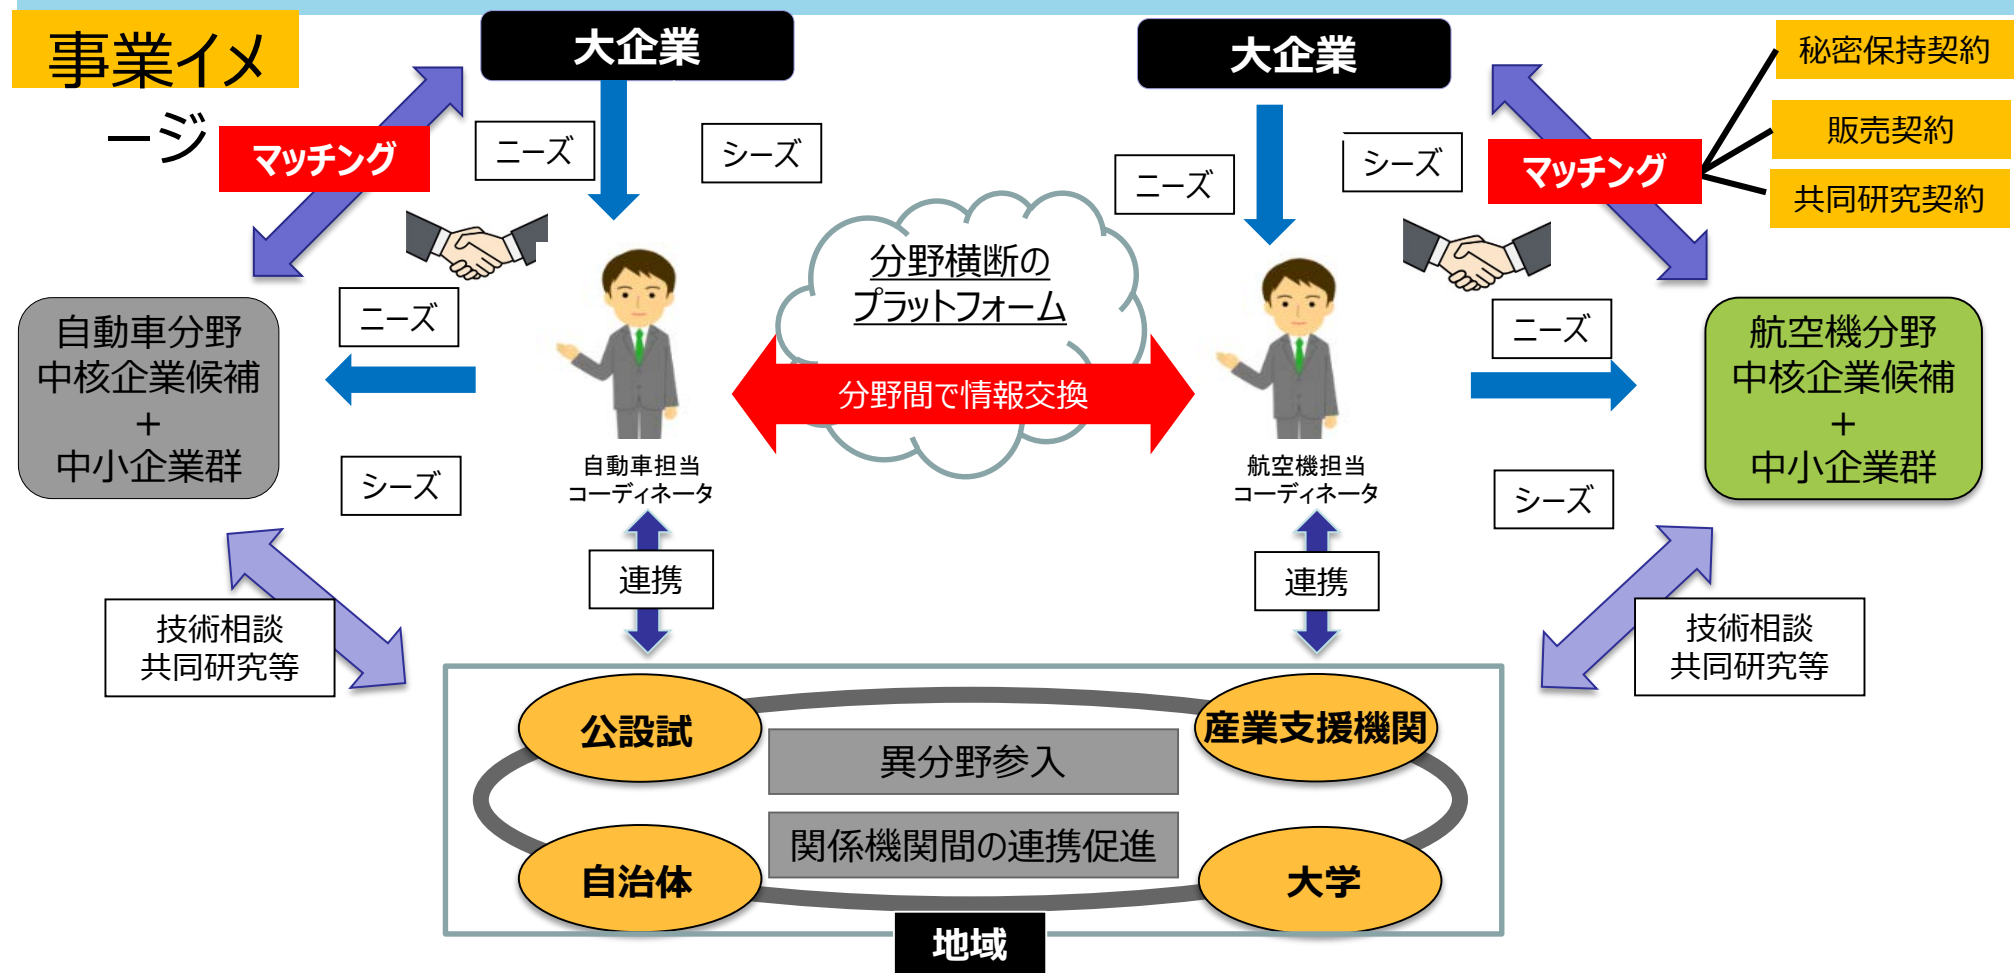 事業イメ
ージ
大企業
大企業
秘密保持契約
販売契約
共同研究契約
マッチング
ニーズ
シーズ
ニーズ
シーズ
マッチング
分野横断の
プラットフォーム
自動車分野
中核企業候補
+
中小企業群
ニーズ
シーズ
分野間で情報交換
ニーズ
シーズ
航空機分野
中核企業候補
+
中小企業群
自動車担当
コーディネータ
航空機担当
コーディネータ
連携
連携
技術相談
共同研究等
技術相談
共同研究等
公設試
産業支援機関
異分野参入
関係機関間の連携促進
自治体
大学
地域